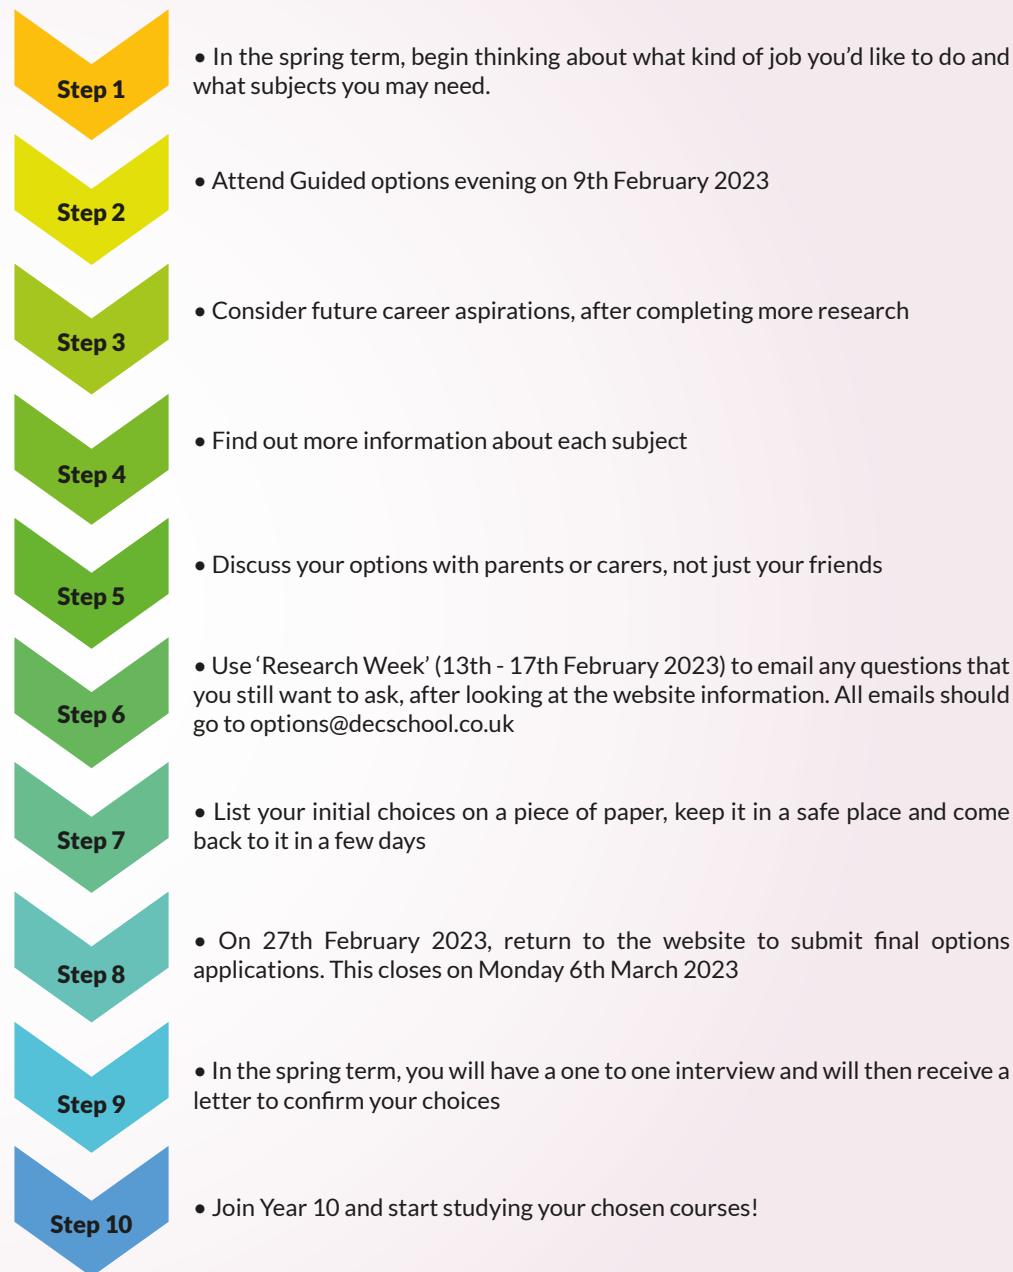 Step 1
• In the spring term, begin thinking about what kind of job you’d like to do and
what subjects you may need.
Step 2
• Attend Guided options evening on 9th February 2023
Step 3
• Consider future career aspirations, after completing more research
Step 4
• Find out more information about each subject
Step 5
• Discuss your options with parents or carers, not just your friends
Step 6
• Use ‘Research Week’ (13th - 17th February 2023) to email any questions that
you still want to ask, after looking at the website information. All emails should
go to options@decschool.co.uk
Step 7
• List your initial choices on a piece of paper, keep it in a safe place and come
back to it in a few days
Step 8
• On 27th February 2023, return to the website to submit final options
applications. This closes on Monday 6th March 2023
Step 9
• In the spring term, you will have a one to one interview and will then receive a
letter to confirm your choices
Step 10
• Join Year 10 and start studying your chosen courses!